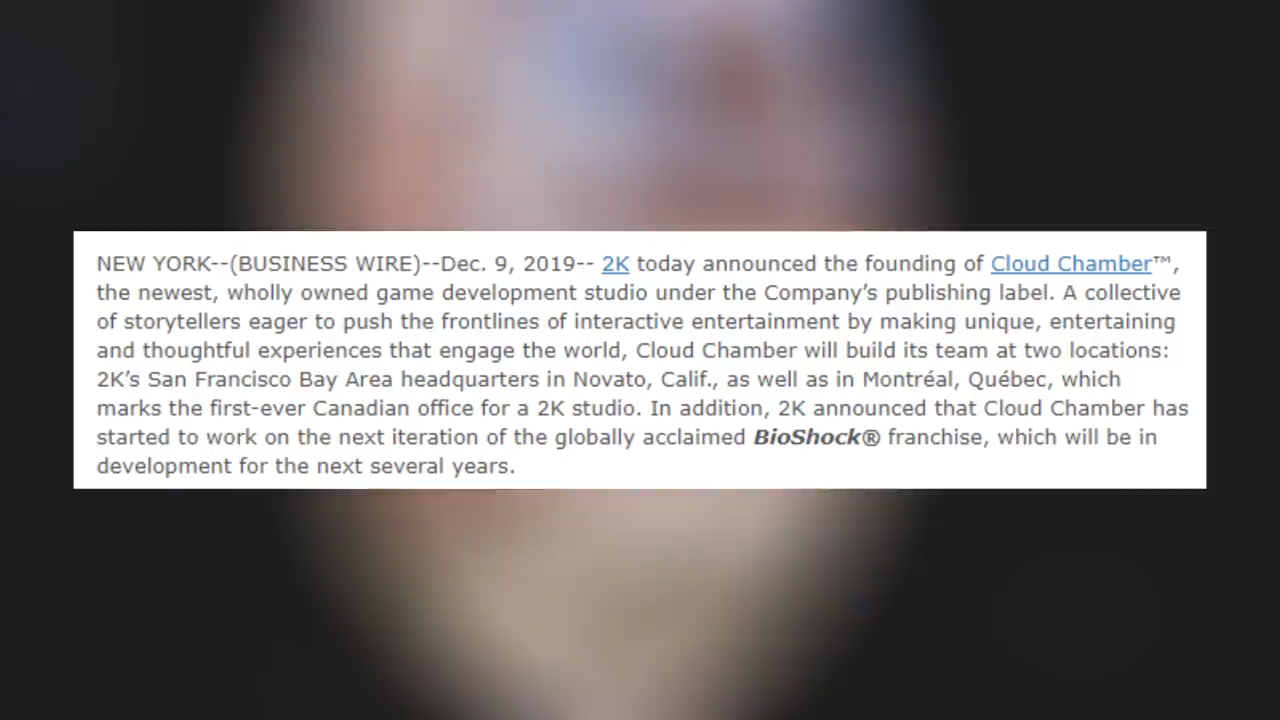 NEW YORK--(BUSINESS WIRE)--Dec. 9, 2019-- 2K today announced the founding of Cloud Chamber™,
the newest, wholly owned game development studio under the Company’s publishing label. A collective
of storytellers eager to push the frontlines of interactive entertainment by making unique, entertaining
and thoughtful experiences that engage the world, Cloud Chamber will build its team at two locations:
2K’s San Francisco Bay Area headquarters in Novato, Calif., as well as in Montréal, Québec, which
marks the first-ever Canadian office for a 2K studio. In addition, 2K announced that Cloud Chamber has
started to work on the next iteration of the globally acclaimed BioShock® franchise, which will be in
development for the next several years.